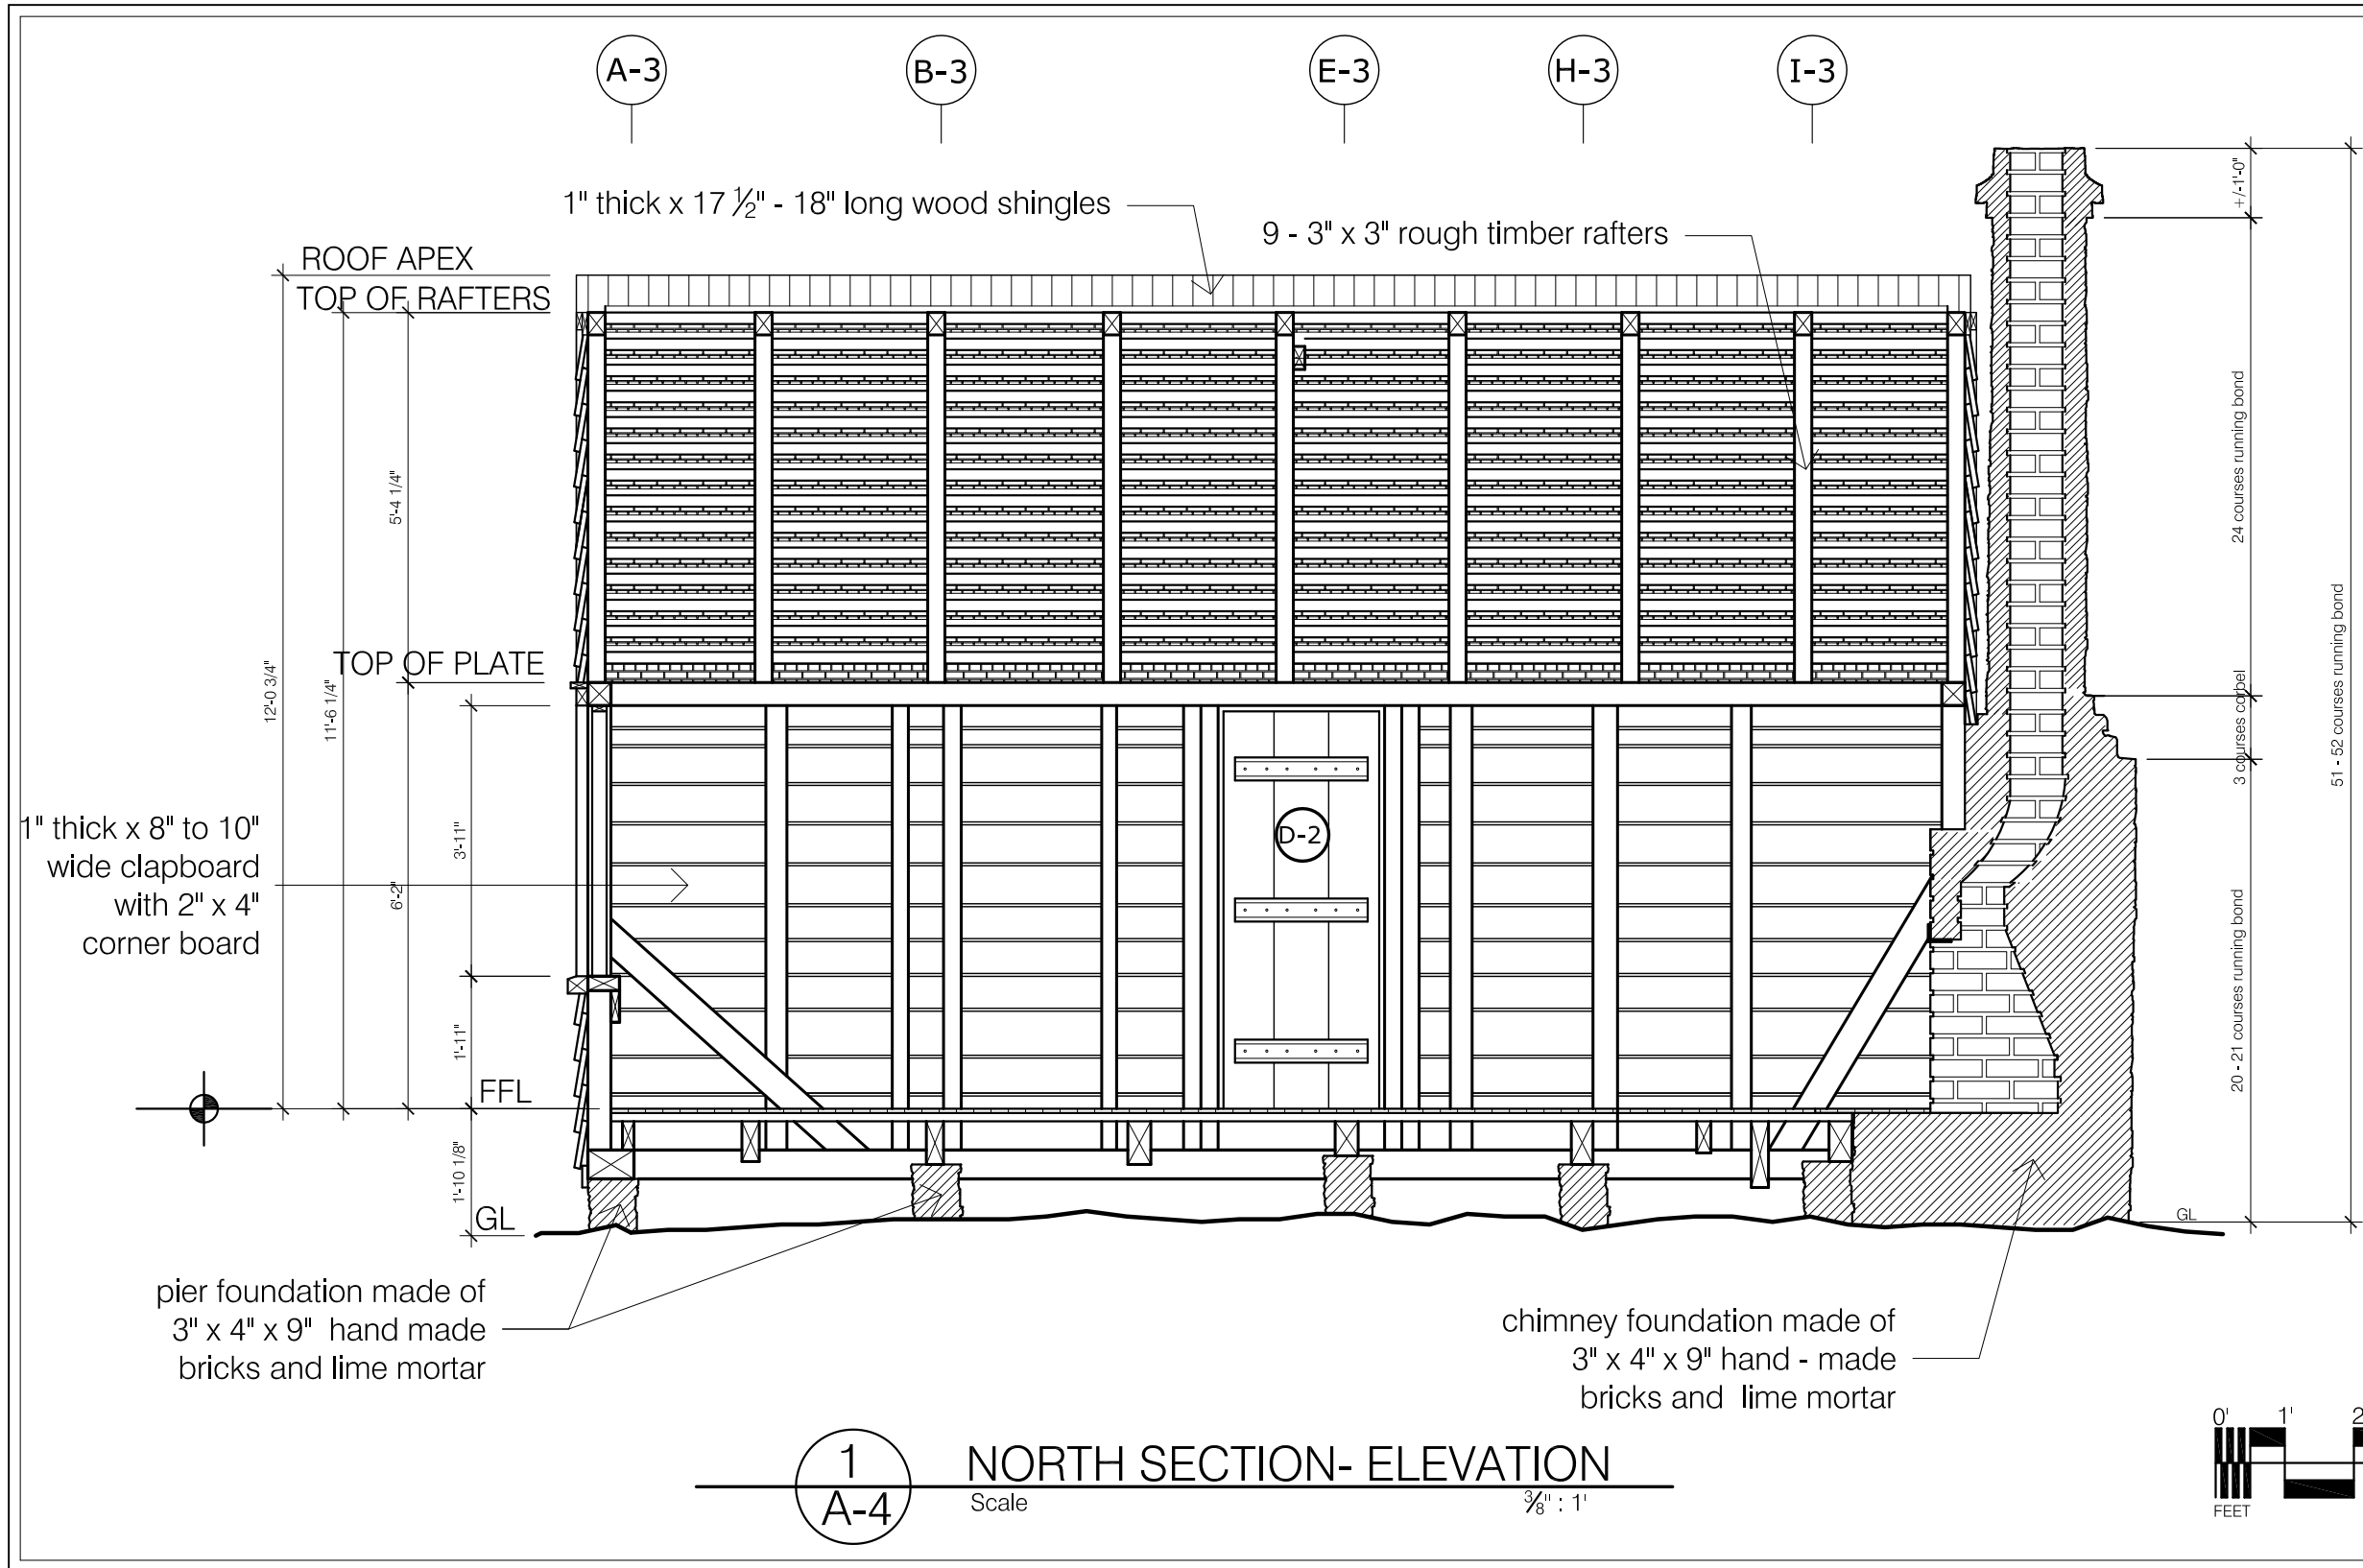 A-3
B-3
E-3
H-3
I-3
1" thick x 17 ½" - 18" long wood shingles
9 - 3" x 3" rough timber rafters
ROOF APEX
TOP OF RAFTERS
TOP OF PLATE
FFL
GL
12'-0 3/4"
11'-6 1/4"
5'-4 1/4"
6'-2"
3'-11"
1'-11"
1'-10 1/8"
1" thick x 8" to 10"
wide clapboard
with 2" x 4"
corner board
D-2
+/-1'-0"
24 courses running bond
3 courses corbel
20 - 21 courses running bond
51 - 52 courses running bond
GL
pier foundation made of
3" x 4" x 9" hand made
bricks and lime mortar
chimney foundation made of
3" x 4" x 9" hand - made
bricks and lime mortar
1
A-4
NORTH SECTION- ELEVATION
Scale
⅜" : 1'
0' 1' 2
FEET